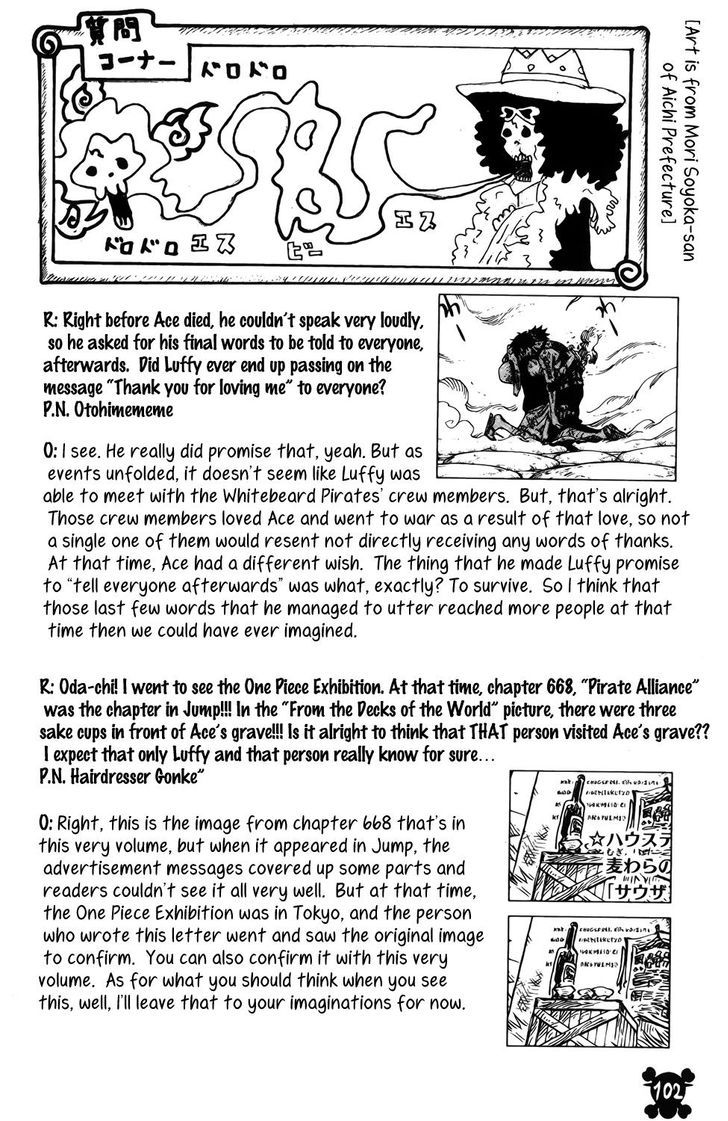 質問
コーナー
ドロドロ
ドロドロ
エス
ビー
エス
[Art is from Mori Soyoka-san
of Aichi Prefecture]
R: Right before Ace died, he couldn't speak very loudly,
so he asked for his final words to be told to everyone,
afterwards. Did Luffy ever end up passing on the
message "Thank you for loving me" to everyone?
P.N. Otohimememe
O: I see. He really did promise that, yeah. But as
events unfolded, it doesn't seem like Luffy was
able to meet with the Whitebeard Pirates' crew members. But, that's alright.
Those crew members loved Ace and went to war as a result of that love, so not
a single one of them would resent not directly receiving any words of thanks.
At that time, Ace had a different wish. The thing that he made Luffy promise
to "tell everyone afterwards" was what, exactly? To survive. So I think that
those last few words that he managed to utter reached more people at that
time then we could have ever imagined.
R: Oda-chi! I went to see the One Piece Exhibition. At that time, chapter 668, "Pirate Alliance"
was the chapter in Jump!!! In the "From the Decks of the World" picture, there were three
sake cups in front of Ace's grave!!! Is it alright to think that THAT person visited Ace's grave??
I expect that only Luffy and that person really know for sure...
P.N. Hairdresser Gonke"
O: Right, this is the image from chapter 668 that's in
this very volume, but when it appeared in Jump, the
advertisement messages covered up some parts and
readers couldn't see it all very well. But at that time,
the One Piece Exhibition was in Tokyo, and the person
who wrote this letter went and saw the original image
to confirm. You can also confirm it with this very
volume. As for what you should think when you see
this, well, I'll leave that to your imaginations for now.
☆ハウステ
麦わらの
「サウザ
102